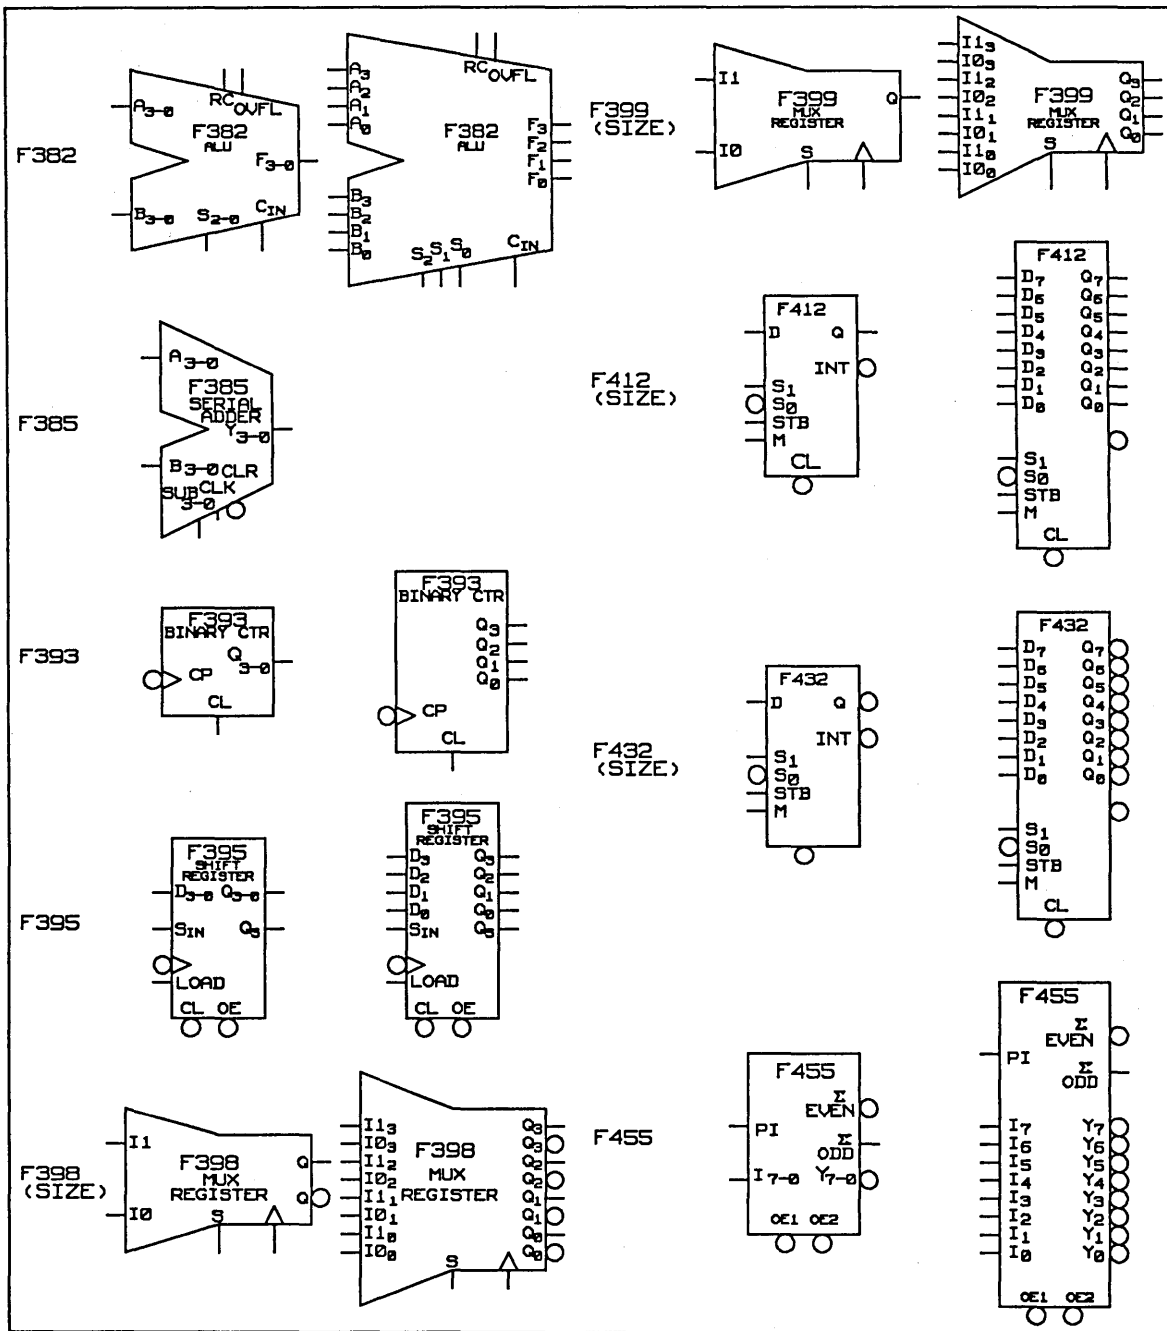 F382
A3-0
RC OVFL
F382
ALU
F3-0
B3-0
S2-0
CIN
RC OVFL
A3
A2
A1
A0
F382
ALU
F3
F2
F1
F0
B3
B2
B1
B0
S2 S1 S0
CIN
F385
A3-0
F385
SERIAL
ADDER
Y3-0
B3-0 CLR
SUB CLK
3-0
F393
F393
BINARY CTR
Q3-0
CP
CL
F393
BINARY CTR
Q3
Q2
Q1
Q0
CP
CL
F395
F395
SHIFT
REGISTER
D3-0 Q3-0
SIN QS
LOAD
CL OE
F395
SHIFT
REGISTER
D3 Q3
D2 Q2
D1 Q1
D0 Q0
SIN QS
LOAD
CL OE
F398
(SIZE)
I1
F398
MUX
REGISTER
Q
Q
I0
S
I13 Q3
I03 Q3
I12 Q2
I02 Q2
I11 Q1
I01 Q1
I10 Q0
I00 Q0
F398
MUX
REGISTER
S
F399
(SIZE)
I1
F399
MUX
REGISTER
Q
I0
S
I13
I03
I12
I02
I11
I01
I10
I00
F399
MUX
REGISTER
Q3
Q2
Q1
Q0
S
F412
(SIZE)
F412
D Q
INT
S1
S0
STB
M
CL
F412
D7 Q7
D6 Q6
D5 Q5
D4 Q4
D3 Q3
D2 Q2
D1 Q1
D0 Q0
S1
S0
STB
M
CL
F432
(SIZE)
F432
D Q
INT
S1
S0
STB
M
F432
D7 Q7
D6 Q6
D5 Q5
D4 Q4
D3 Q3
D2 Q2
D1 Q1
D0 Q0
S1
S0
STB
M
CL
F455
F455
Σ
EVEN
PI
Σ
ODD
I7-0 Y7-0
OE1 OE2
F455
Σ
EVEN
PI
Σ
ODD
I7 Y7
I6 Y6
I5 Y5
I4 Y4
I3 Y3
I2 Y2
I1 Y1
I0 Y0
OE1 OE2